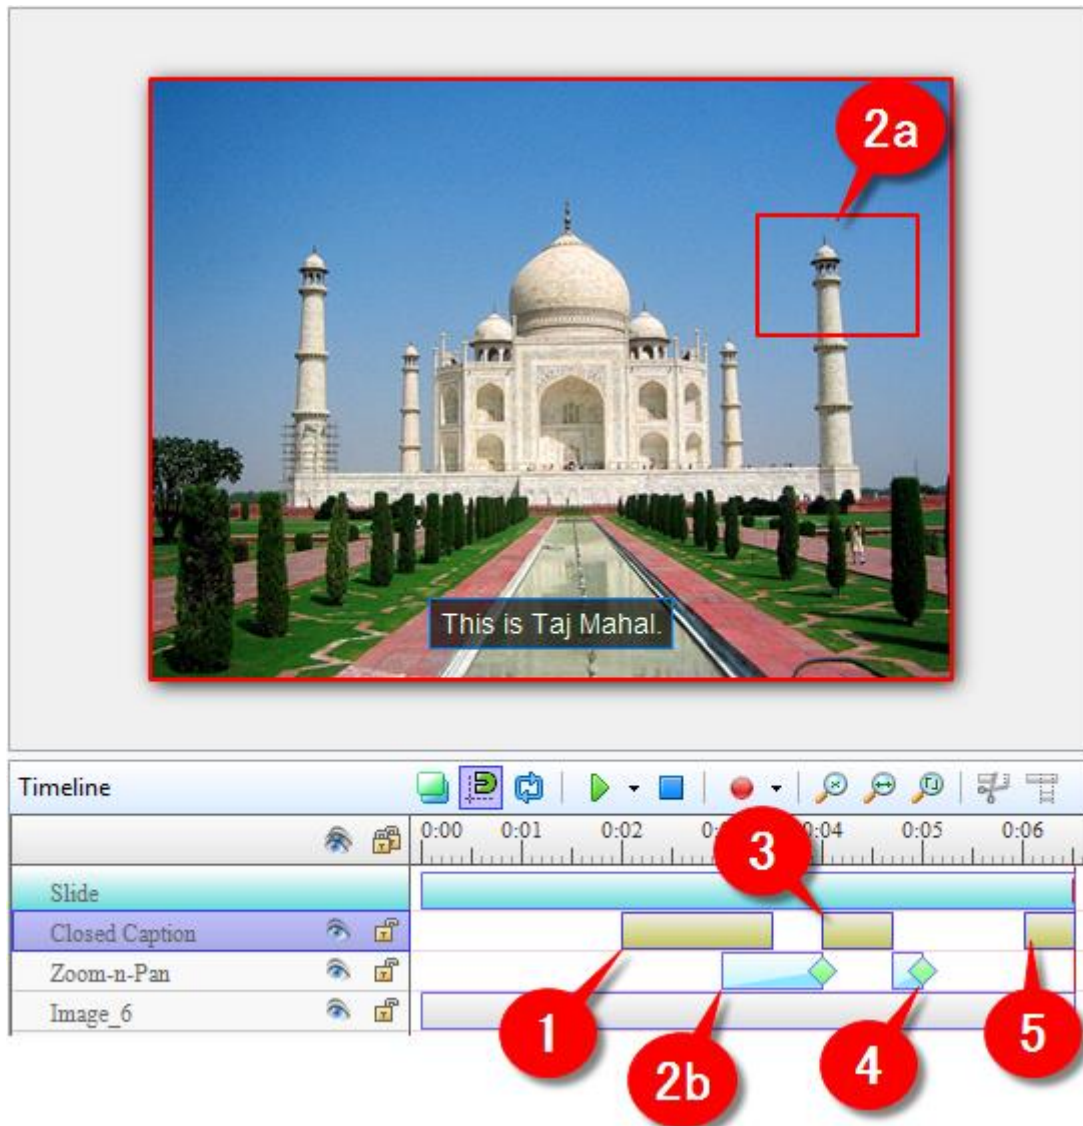 2a
This is Taj Mahal.
Timeline
0:00 0:01 0:02 0:04 0:05 0:06
3
Slide
Closed Caption
Zoom-n-Pan
Image_6
1
2b
4
5